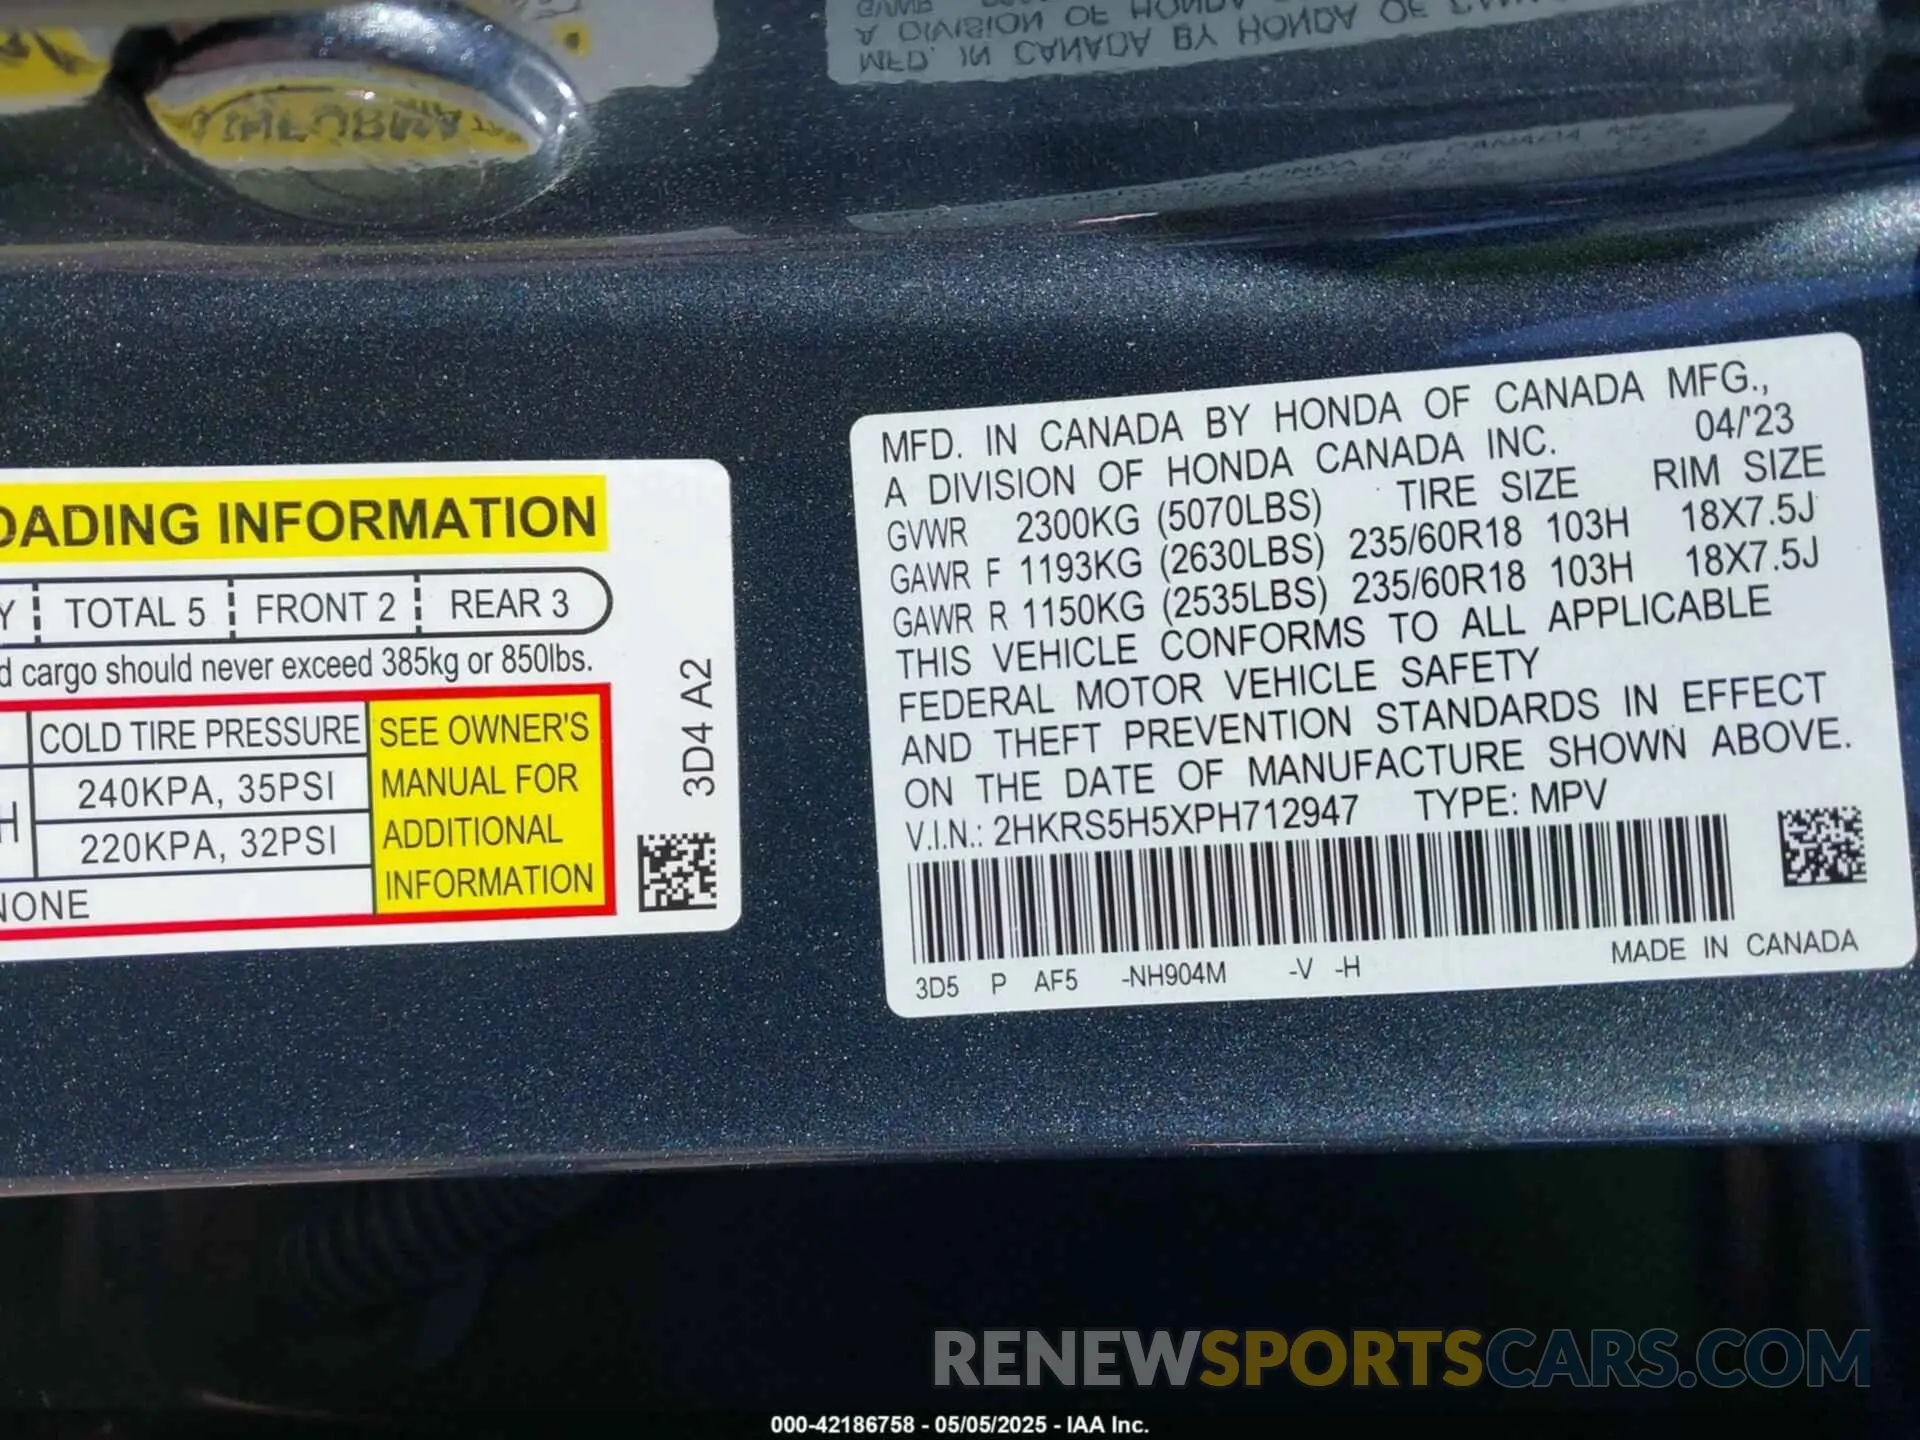 MFD. IN CANADA BY HONDA OF
A DIVISION OF HONDA
GVWR
OADING INFORMATION
Y TOTAL 5 FRONT 2 REAR 3
d cargo should never exceed 385kg or 850lbs.
COLD TIRE PRESSURE
240KPA, 35PSI
H
220KPA, 32PSI
NONE
SEE OWNER'S
MANUAL FOR
ADDITIONAL
INFORMATION
3D4 A2
MFD. IN CANADA BY HONDA OF CANADA MFG.,
A DIVISION OF HONDA CANADA INC. 04/'23
GVWR 2300KG (5070LBS) TIRE SIZE RIM SIZE
GAWR F 1193KG (2630LBS) 235/60R18 103H 18X7.5J
GAWR R 1150KG (2535LBS) 235/60R18 103H 18X7.5J
THIS VEHICLE CONFORMS TO ALL APPLICABLE
FEDERAL MOTOR VEHICLE SAFETY
AND THEFT PREVENTION STANDARDS IN EFFECT
ON THE DATE OF MANUFACTURE SHOWN ABOVE.
V.I.N.: 2HKRS5H5XPH712947 TYPE: MPV
3D5 P AF5 -NH904M -V -H MADE IN CANADA
RENEWSPORTSCARS.COM
000-42186758 - 05/05/2025 - IAA Inc.